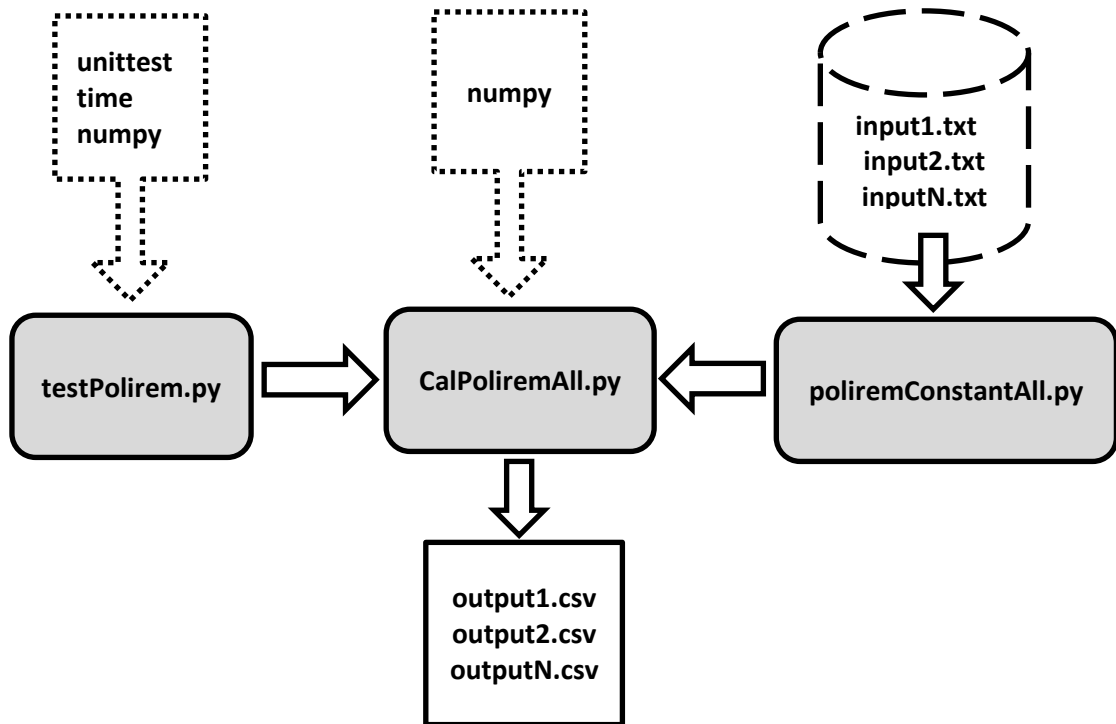 unittest
time
numpy
numpy
input1.txt
input2.txt
inputN.txt
testPolirem.py
CalPoliremAll.py
poliremConstantAll.py
output1.csv
output2.csv
outputN.csv